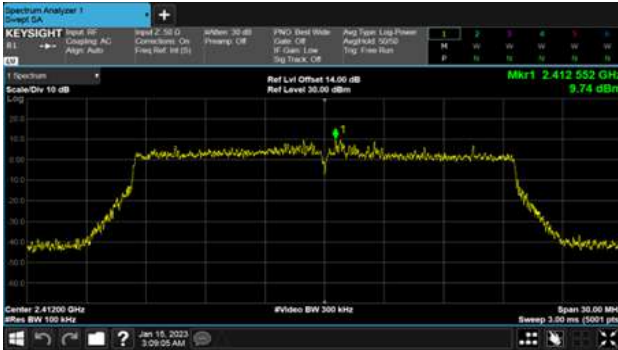 Spectrum Analyzer 1
Swept SA
+
KEYSIGHT
RL
Input: RF
Coupling: AC
Align: Auto
Input Z: 50 Ω
Corrections: On
Freq Ref: Int (S)
#Atten: 30 dB
Preamp: Off
PNO: Best Wide
Gate: Off
IF Gain: Low
Sig Track: Off
Avg Type: Log-Power
Avg|Hold: 50/50
Trig: Free Run
1 2 3 4 5 6
M W W W W W
P N N N N N
1 Spectrum
Scale/Div 10 dB
Ref Lvl Offset 14.00 dB
Ref Level 30.00 dBm
Mkr1 2.412 552 GHz
9.74 dBm
Log
20.0
10.0
0.00
-10.0
-20.0
-30.0
-40.0
-50.0
-60.0
1
Center 2.41200 GHz
#Res BW 100 kHz
#Video BW 300 kHz
Span 30.00 MHz
Sweep 3.00 ms (5001 pts)
?
Jan 15, 2023
3:09:05 AM